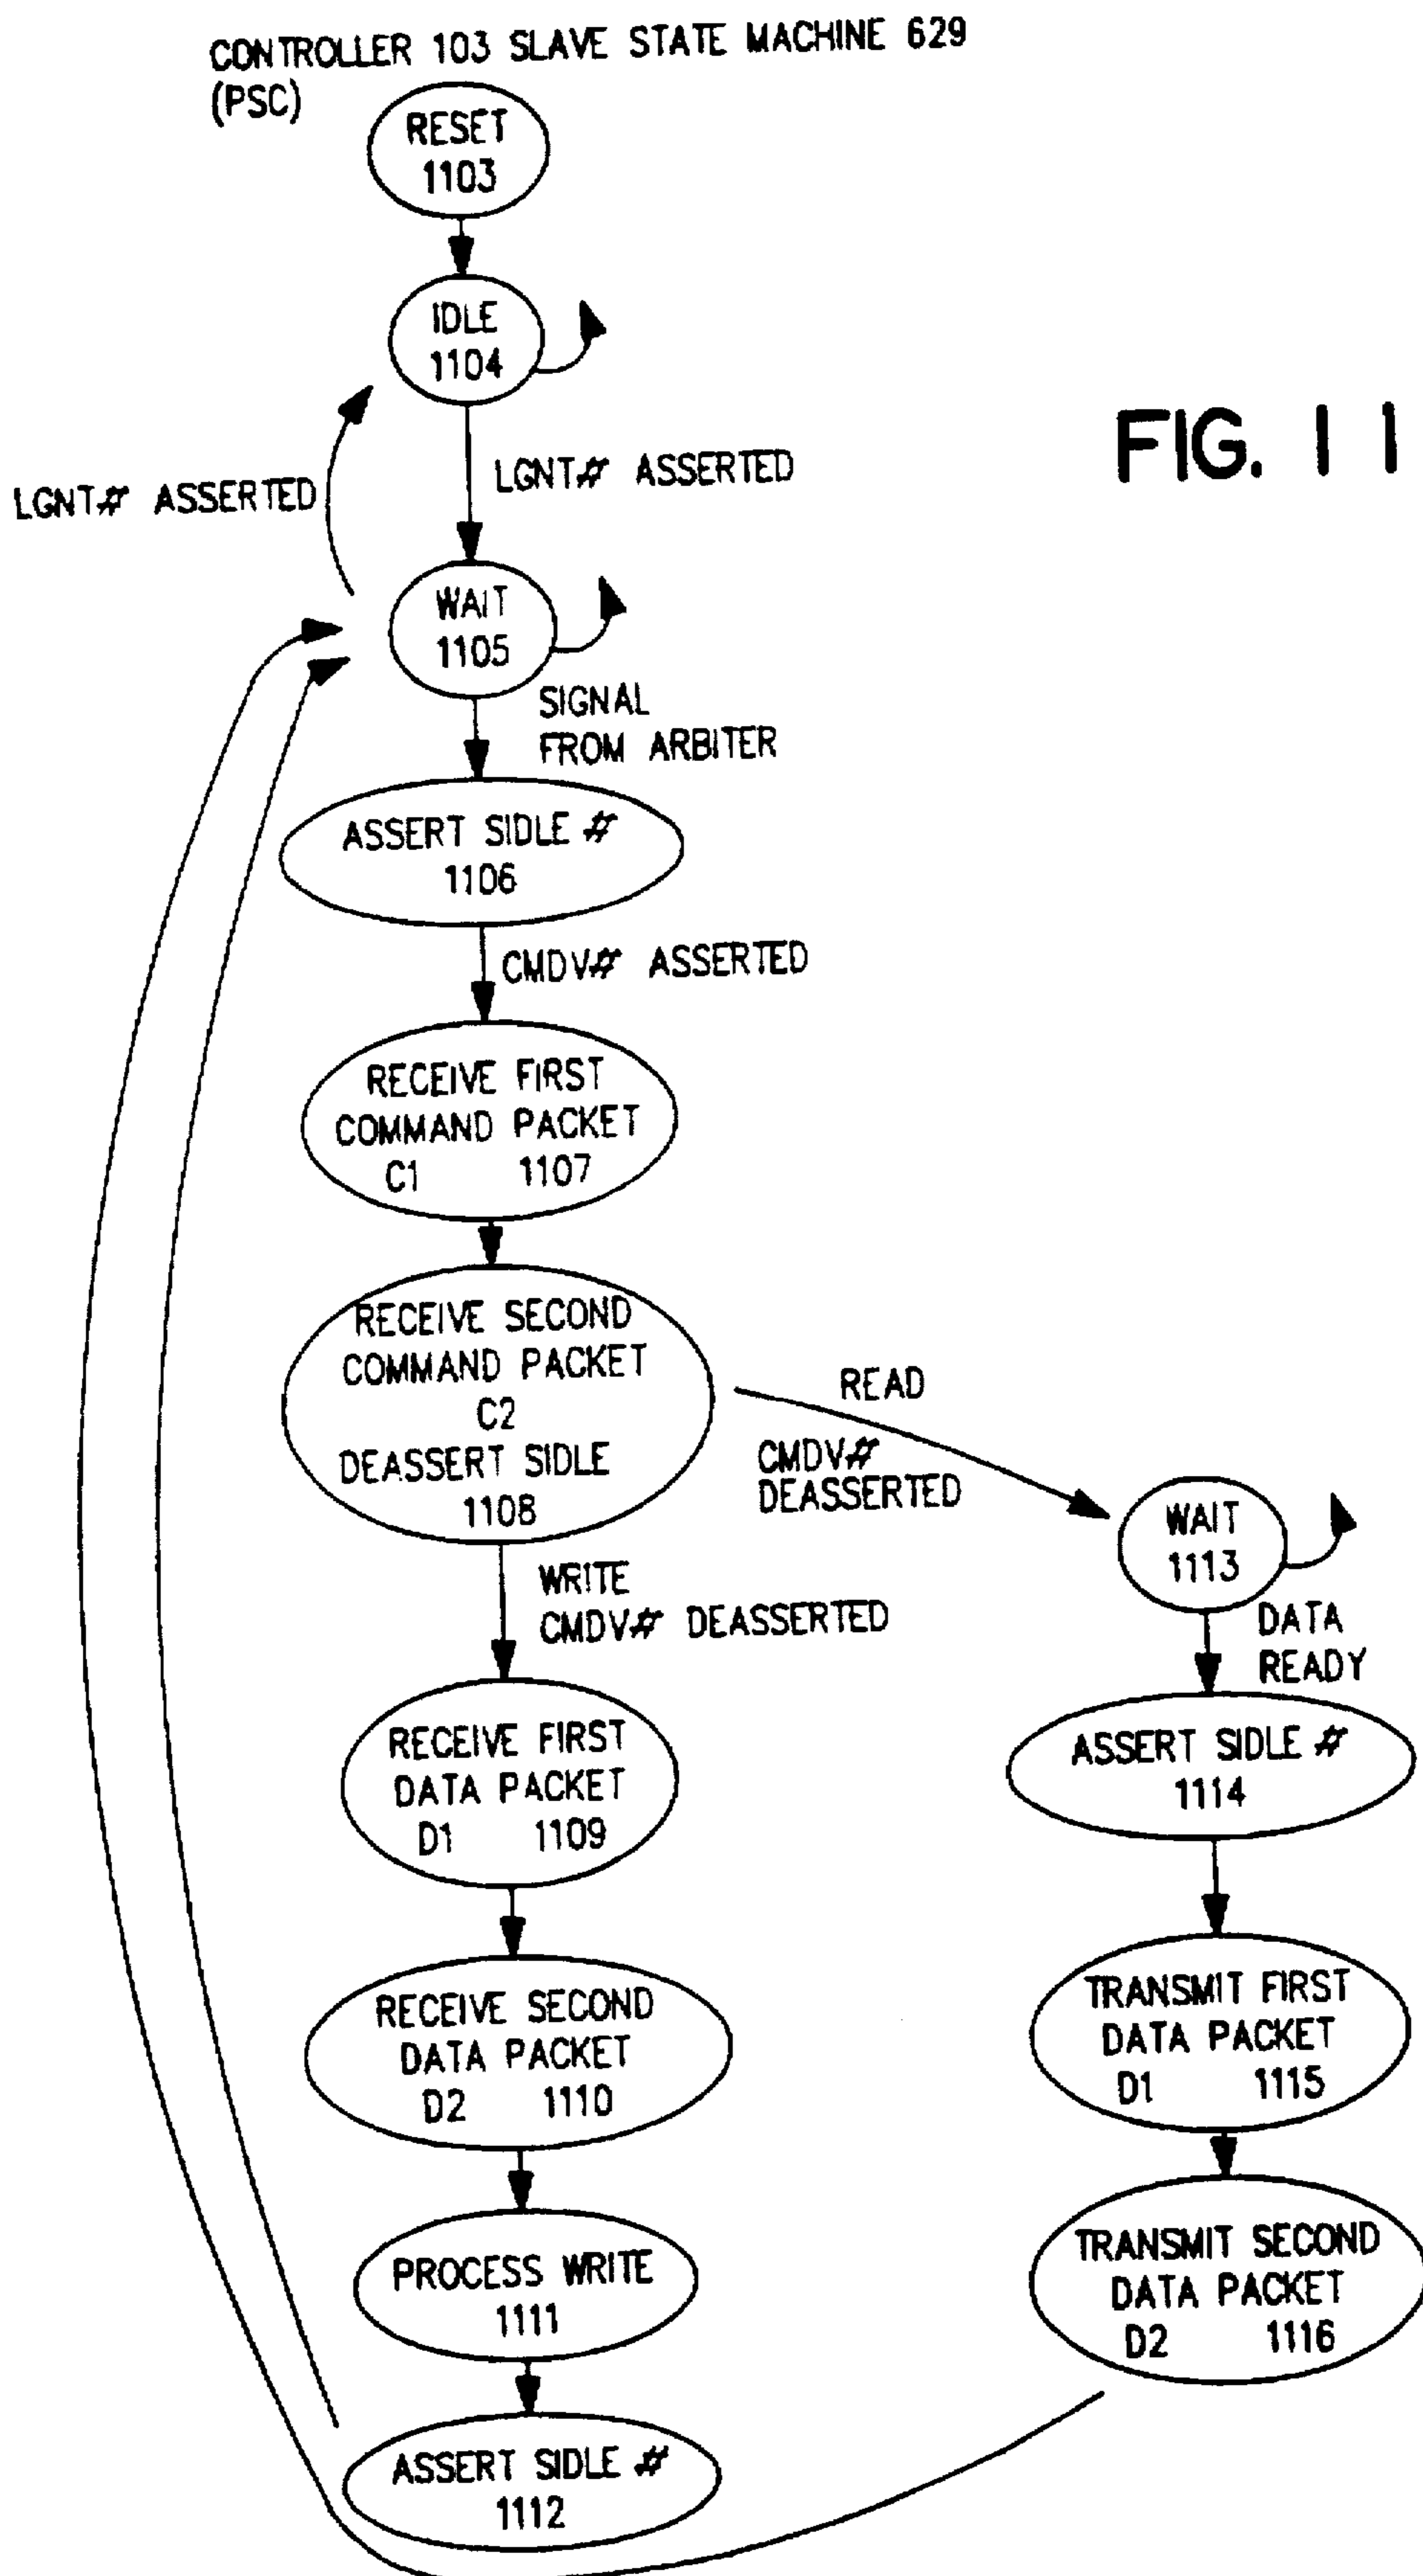 CONTROLLER 103 SLAVE STATE MACHINE 629
(PSC)
RESET
1103
IDLE
1104
FIG. 11
LGNT# ASSERTED
LGNT# ASSERTED
WAIT
1105
SIGNAL
FROM ARBITER
ASSERT SIDLE #
1106
CMDV# ASSERTED
RECEIVE FIRST
COMMAND PACKET
C1 1107
RECEIVE SECOND
COMMAND PACKET
C2
DEASSERT SIDLE
1108
READ
CMDV#
DEASSERTED
WAIT
1113
WRITE
CMDV# DEASSERTED
DATA
READY
RECEIVE FIRST
DATA PACKET
D1 1109
ASSERT SIDLE #
1114
RECEIVE SECOND
DATA PACKET
D2 1110
TRANSMIT FIRST
DATA PACKET
D1 1115
PROCESS WRITE
1111
TRANSMIT SECOND
DATA PACKET
D2 1116
ASSERT SIDLE #
1112